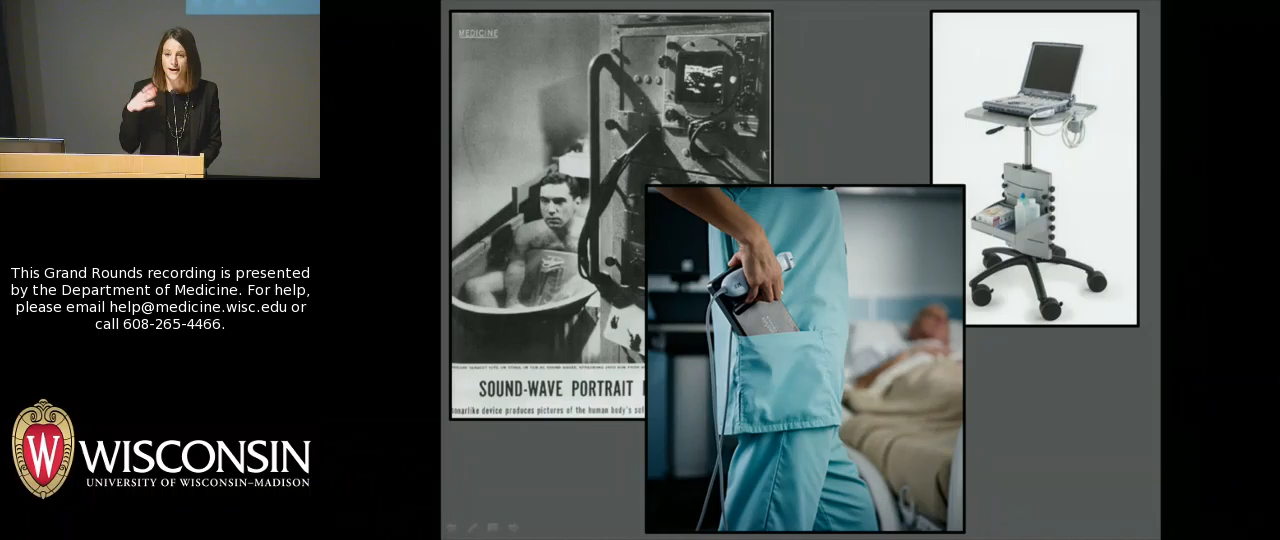 This Grand Rounds recording is presented
by the Department of Medicine. For help,
please email help@medicine.wisc.edu or
call 608-265-4466.
W WISCONSIN
UNIVERSITY OF WISCONSIN–MADISON
MEDICINE
SOUND-WAVE PORTRAIT
device produces pictures of the human body's